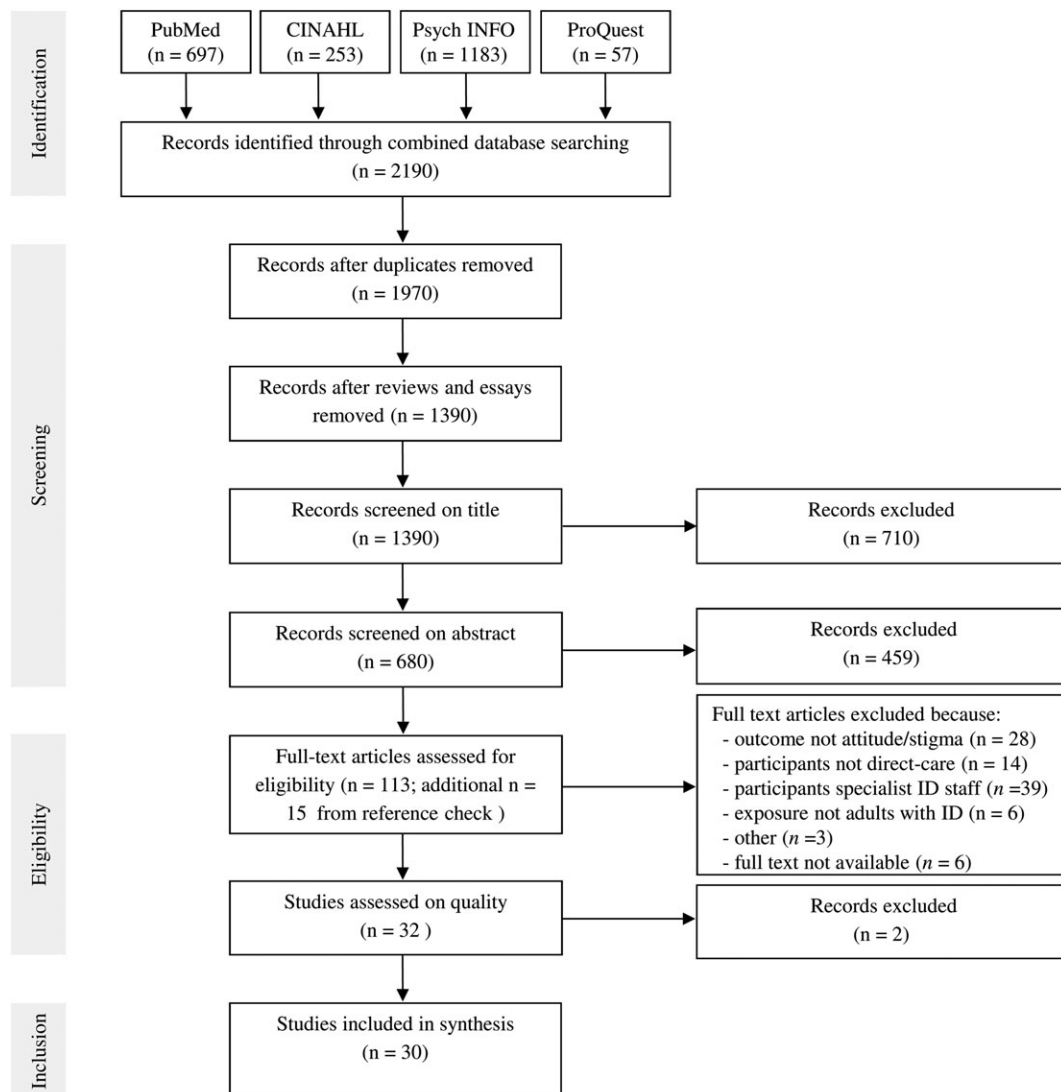 PubMed
(n = 697)
CINAHL
(n = 253)
Psych INFO
(n = 1183)
ProQuest
(n = 57)
Identification
Records identified through combined database searching
(n = 2190)
Screening
Records after duplicates removed
(n = 1970)
Records after reviews and essays
removed (n = 1390)
Records screened on title
(n = 1390)
Records excluded
(n = 710)
Records screened on abstract
(n = 680)
Records excluded
(n = 459)
Eligibility
Full-text articles assessed for
eligibility (n = 113; additional n =
15 from reference check )
Full text articles excluded because:
- outcome not attitude/stigma (n = 28)
- participants not direct-care (n = 14)
- participants specialist ID staff (n =39)
- exposure not adults with ID (n = 6)
- other (n =3)
- full text not available (n = 6)
Studies assessed on quality
(n = 32 )
Records excluded
(n = 2)
Inclusion
Studies included in synthesis
(n = 30)